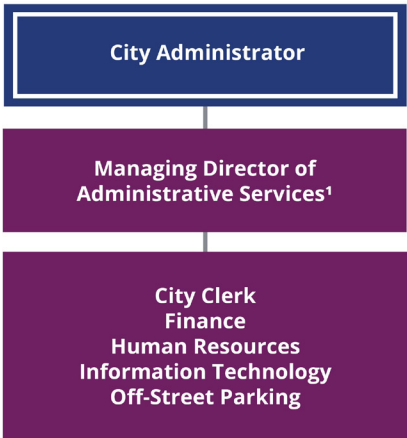 City Administrator
Managing Director of
Administrative Services¹
City Clerk
Finance
Human Resources
Information Technology
Off-Street Parking